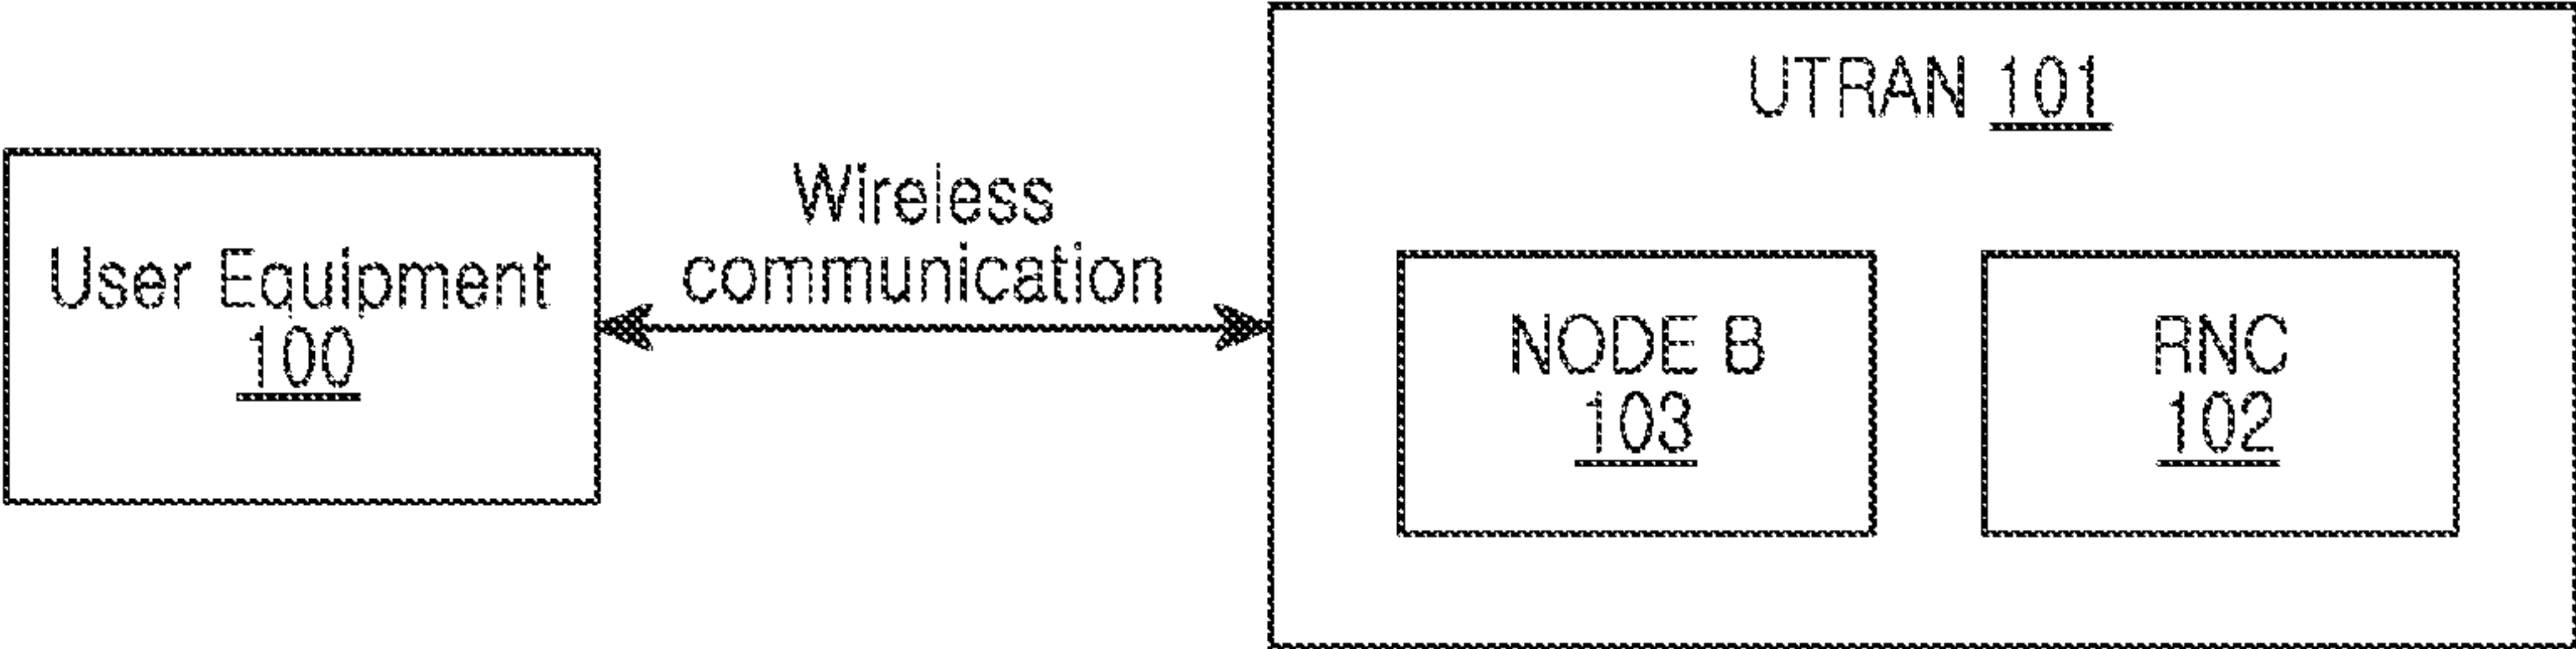 User Equipment
100
Wireless
communication
UTRAN 101
NODE B
103
RNC
102